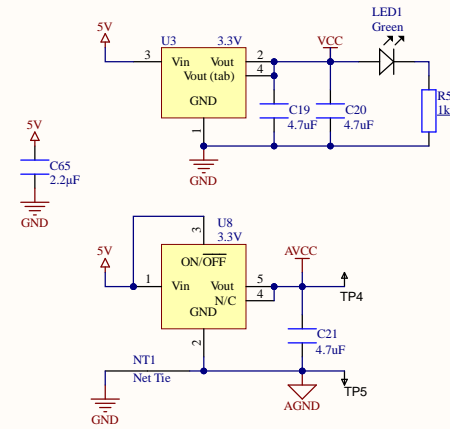 LED1
Green
5V
U3
3.3V
VCC
3
Vin
Vout
2
Vout (tab)
4
GND
1
C19
4.7uF
C20
4.7uF
R5
1k
GND
5V
C65
2.2µF
GND
U8
3.3V
5V
3
ON/OFF
AVCC
1
Vin
Vout
5
N/C
4
GND
2
TP4
C21
4.7uF
NT1
Net Tie
GND
AGND
TP5